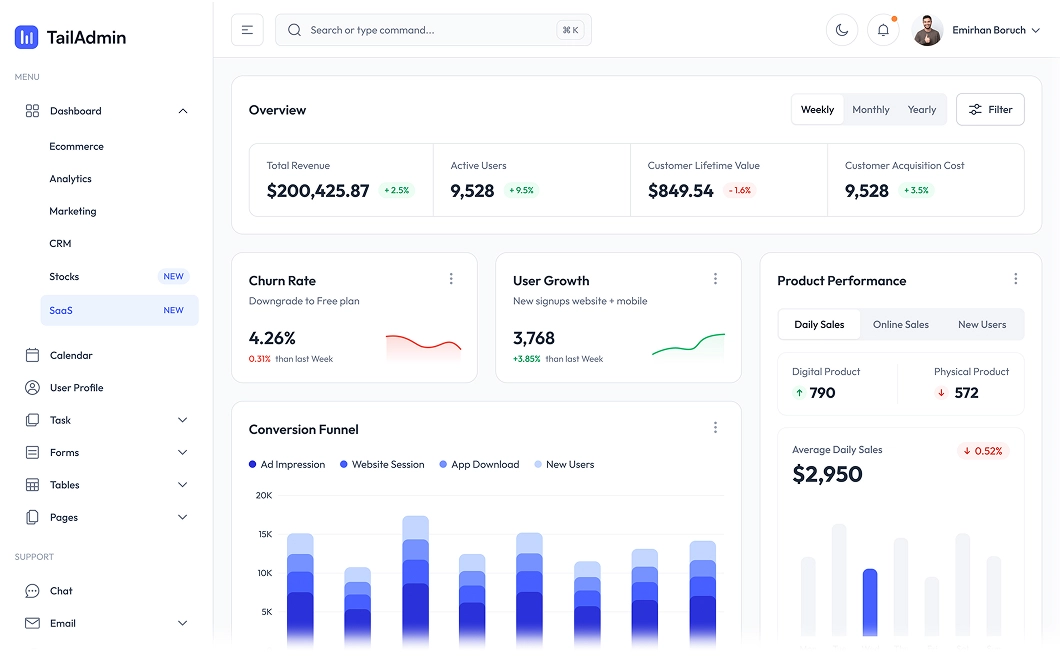 TailAdmin
MENU
Dashboard
Ecommerce
Analytics
Marketing
CRM
Stocks NEW
SaaS NEW
Calendar
User Profile
Task
Forms
Tables
Pages
SUPPORT
Chat
Email
Search or type command... ⌘ K
Emirhan Boruch
Overview
Weekly Monthly Yearly Filter
Total Revenue
$200,425.87 + 2.5%
Active Users
9,528 + 9.5%
Customer Lifetime Value
$849.54 - 1.6%
Customer Acquisition Cost
9,528 + 3.5%
Churn Rate
Downgrade to Free plan
4.26%
0.31% than last Week
User Growth
New signups website + mobile
3,768
+3.85% than last Week
Conversion Funnel
Ad Impression Website Session App Download New Users
20K
15K
10K
5K
Product Performance
Daily Sales Online Sales New Users
Digital Product
790
Physical Product
572
Average Daily Sales
$2,950
0.52%